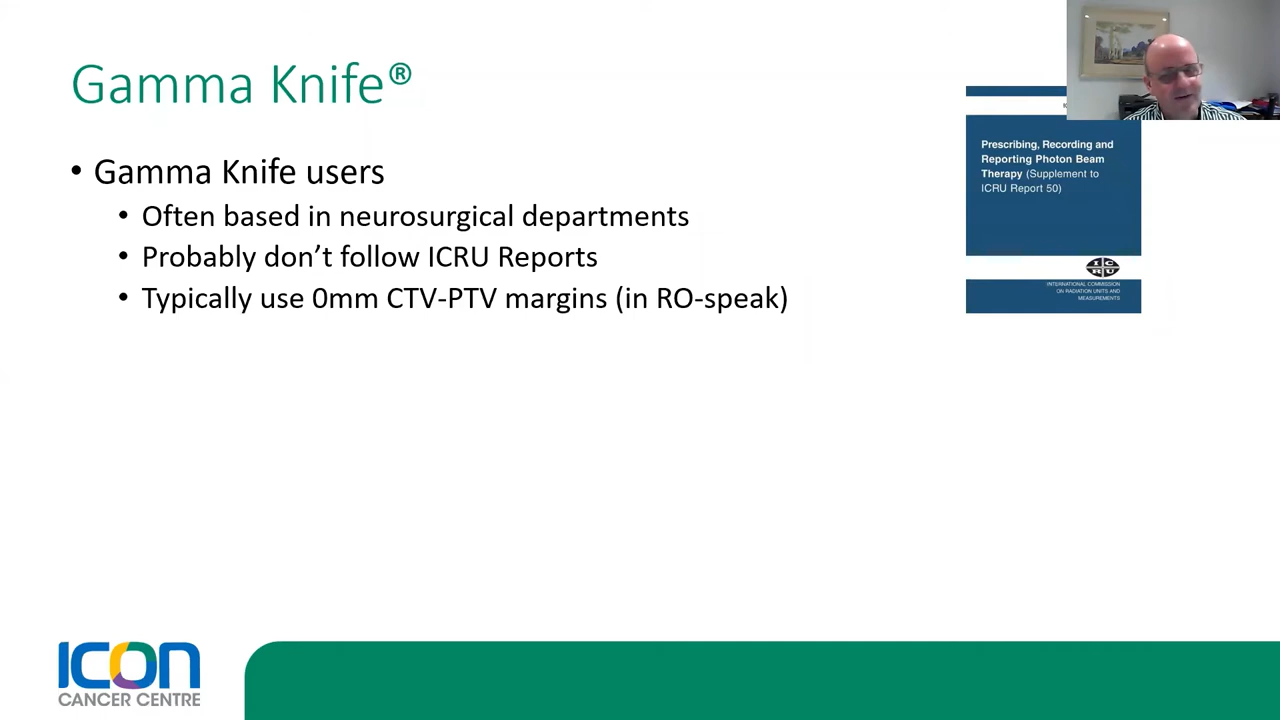 Gamma Knife®
• Gamma Knife users
• Often based in neurosurgical departments
• Probably don’t follow ICRU Reports
• Typically use 0mm CTV-PTV margins (in RO-speak)
Prescribing, Recording and
Reporting Photon Beam
Therapy (Supplement to
ICRU Report 50)
I C
R U
INTERNATIONAL COMMISSION
ON RADIATION UNITS AND
MEASUREMENTS
ICON
CANCER CENTRE